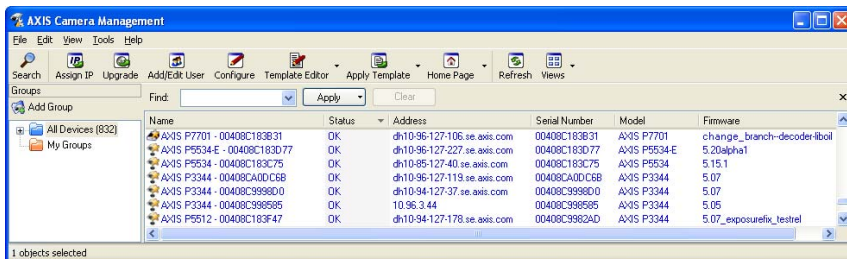 AXIS Camera Management
File Edit View Tools Help
Search Assign IP Upgrade Add/Edit User Configure Template Editor Apply Template Home Page Refresh Views
Groups
Find: Apply Clear
Add Group
Name Status Address Serial Number Model Firmware
All Devices (832)
My Groups
AXIS P7701 - 00408C183B31 OK dh10-96-127-106.se.axis.com 00408C183B31 AXIS P7701 change_branch--decoder-liboil
AXIS P5534-E - 00408C183D77 OK dh10-96-127-227.se.axis.com 00408C183D77 AXIS P5534-E 5.20alpha1
AXIS P5534 - 00408C183C75 OK dh10-85-127-40.se.axis.com 00408C183C75 AXIS P5534 5.15.1
AXIS P3344 - 00408CA0DC6B OK dh10-96-127-119.se.axis.com 00408CA0DC6B AXIS P3344 5.07
AXIS P3344 - 00408C9998D0 OK dh10-94-127-37.se.axis.com 00408C9998D0 AXIS P3344 5.07
AXIS P3344 - 00408C998585 OK 10.96.3.44 00408C998585 AXIS P3344 5.05
AXIS P5512 - 00408C183F47 OK dh10-94-127-178.se.axis.com 00408C9982AD AXIS P3344 5.07_exposurefix_testrel
1 objects selected